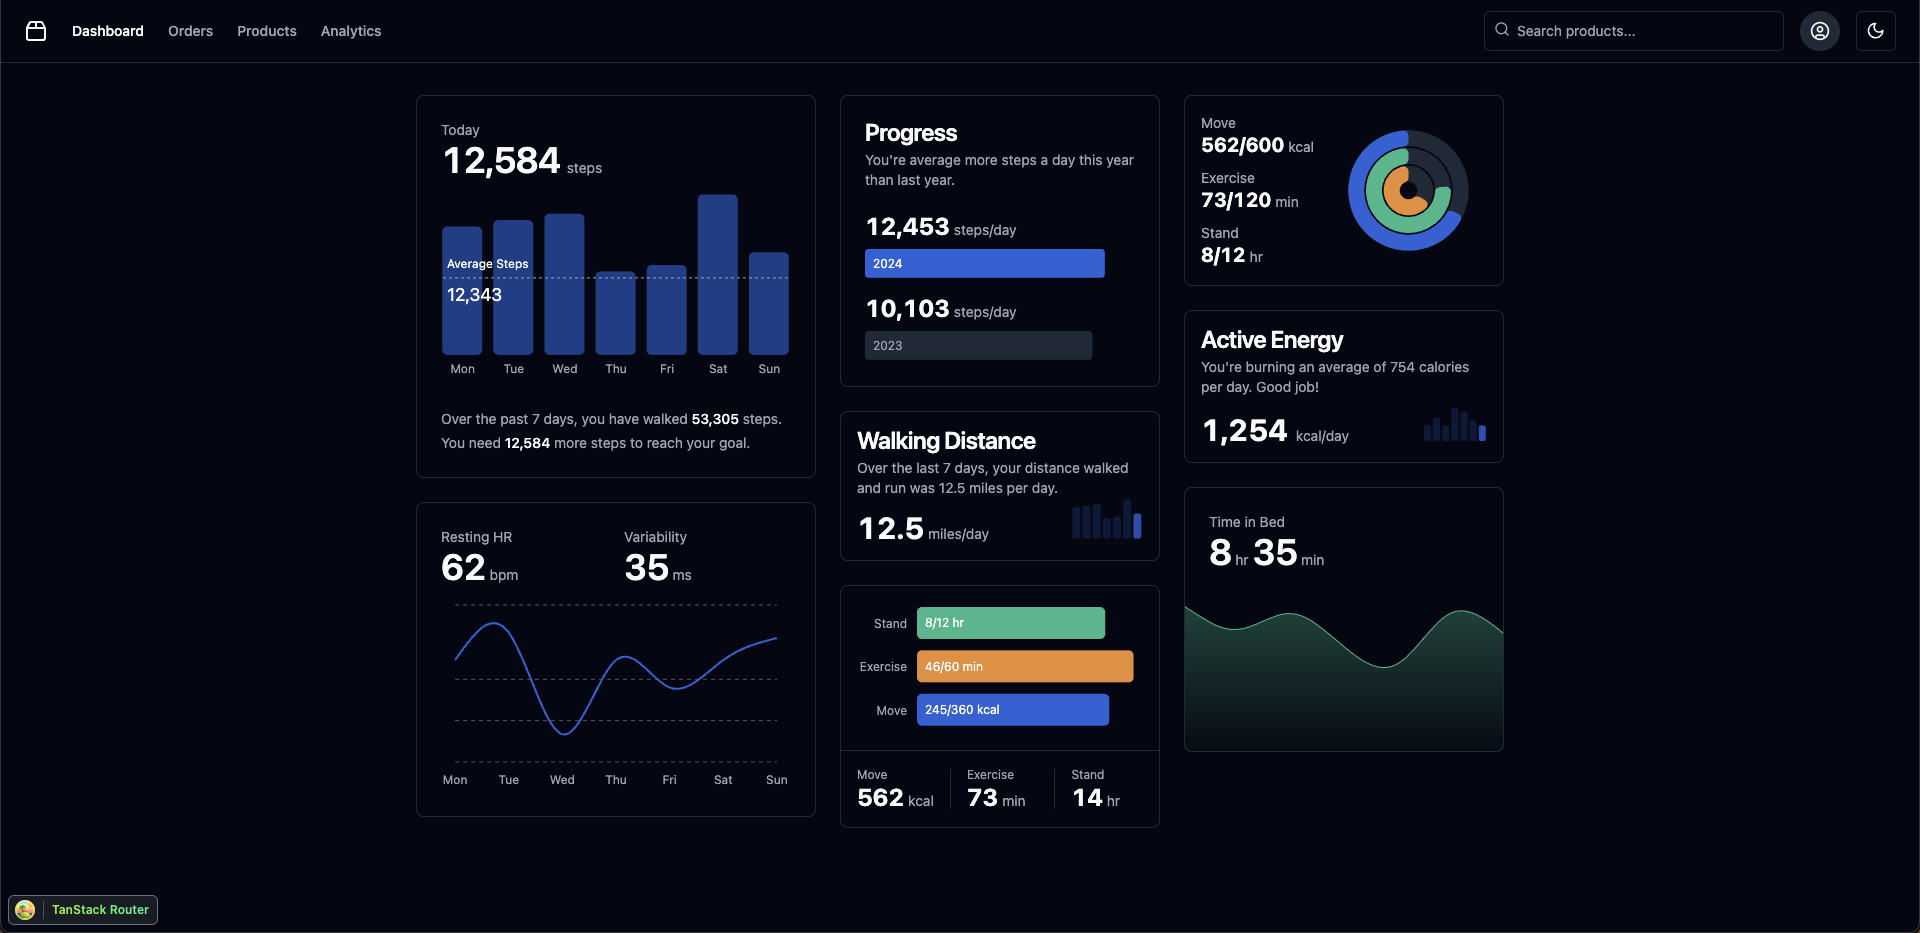 Dashboard Orders Products Analytics Search products...
Today
12,584 steps
Average Steps
12,343
Mon Tue Wed Thu Fri Sat Sun
Over the past 7 days, you have walked 53,305 steps.
You need 12,584 more steps to reach your goal.
Resting HR Variability
62 bpm 35 ms
Mon Tue Wed Thu Fri Sat Sun
Progress
You're average more steps a day this year
than last year.
12,453 steps/day
2024
10,103 steps/day
2023
Walking Distance
Over the last 7 days, your distance walked
and run was 12.5 miles per day.
12.5 miles/day
Stand 8/12 hr
Exercise 46/60 min
Move 245/360 kcal
Move Exercise Stand
562 kcal 73 min 14 hr
Move
562/600 kcal
Exercise
73/120 min
Stand
8/12 hr
Active Energy
You're burning an average of 754 calories
per day. Good job!
1,254 kcal/day
Time in Bed
8 hr 35 min
TanStack Router